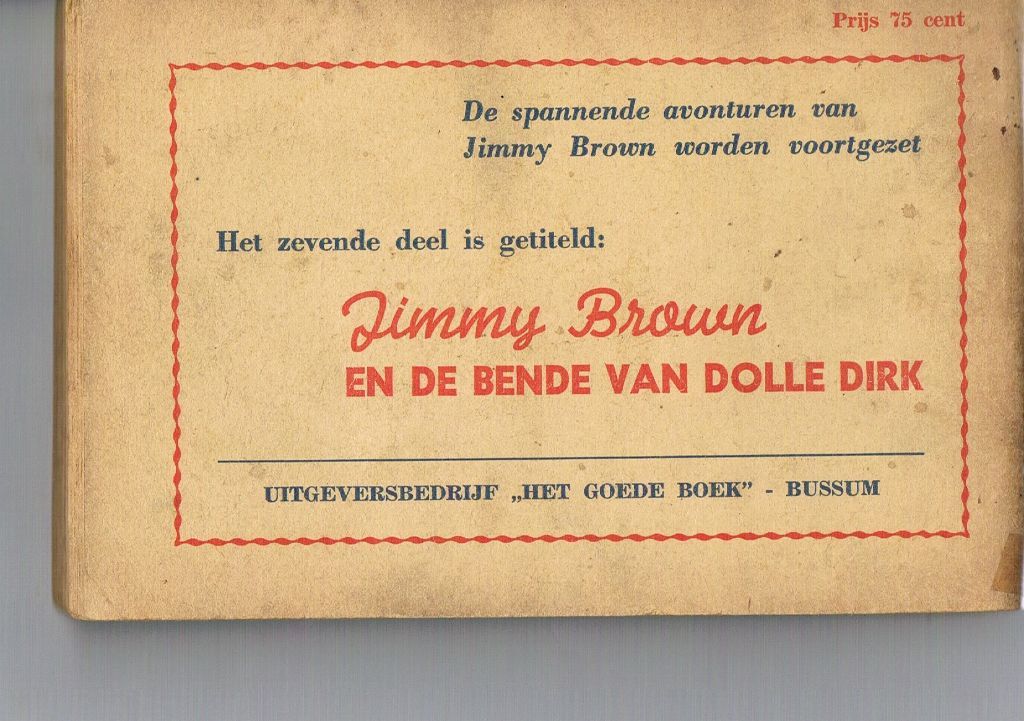 Prijs 75 cent
De spannende avonturen van
Jimmy Brown worden voortgezet
Het zevende deel is getiteld:
Jimmy Brown
EN DE BENDE VAN DOLLE DIRK
UITGEVERSBEDRIJF „HET GOEDE BOEK” - BUSSUM